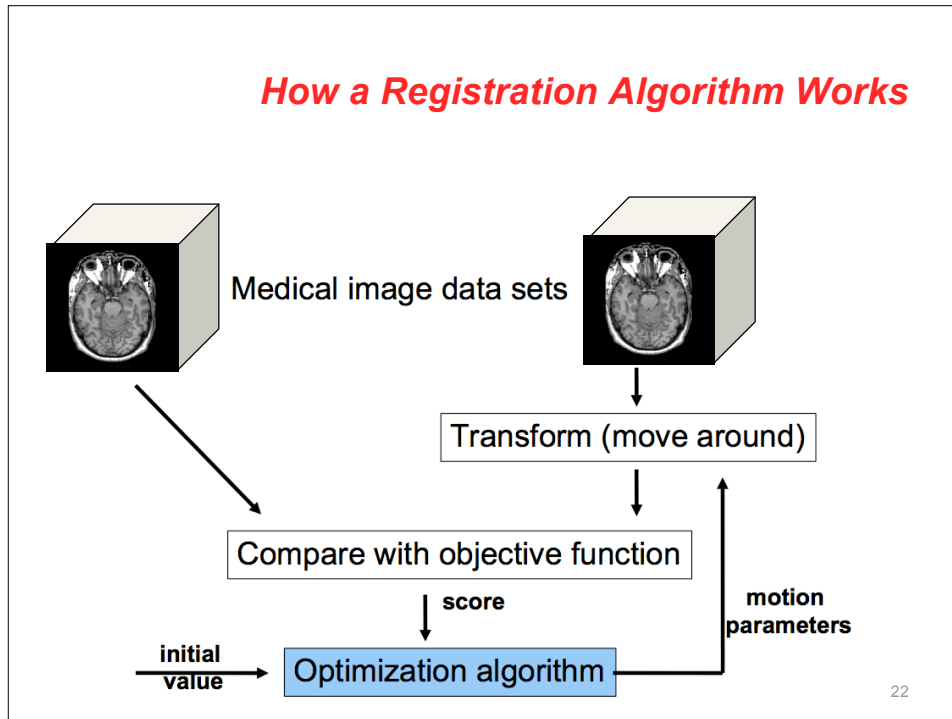 How a Registration Algorithm Works
Medical image data sets
Transform (move around)
Compare with objective function
score
motion
parameters
initial
value
Optimization algorithm
22